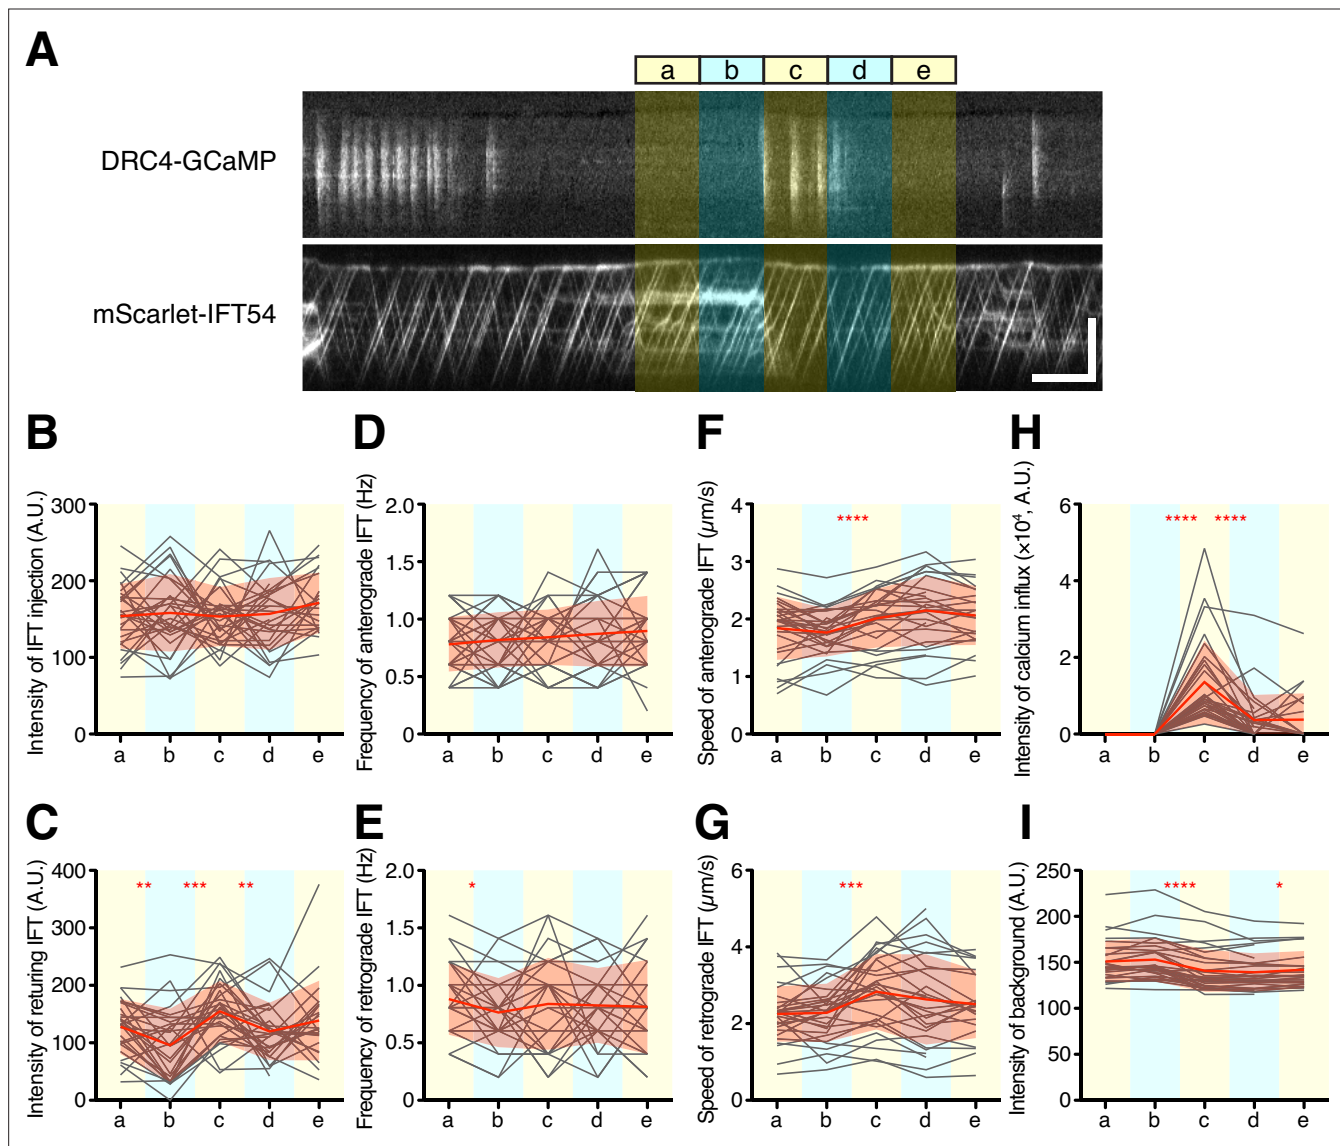 A
a b c d e
DRC4-GCaMP
mScarlet-IFT54
B
Intensity of IFT injection (A.U.)
300
200
100
0
a b c d e
D
Frequency of anterograde IFT (Hz)
2.0
1.5
1.0
0.5
0
a b c d e
F
Speed of anterograde IFT (µm/s)
4
3
2
1
0
****
a b c d e
H
Intensity of calcium influx (×10⁴, A.U.)
6
4
2
0
**** ****
a b c d e
C
Intensity of returing IFT (A.U.)
400
300
200
100
0
** *** **
a b c d e
E
Frequency of retrograde IFT (Hz)
2.0
1.5
1.0
0.5
0
*
a b c d e
G
Speed of retrograde IFT (µm/s)
6
4
2
0
***
a b c d e
I
Intensity of background (A.U.)
250
200
150
100
50
0
**** *
a b c d e